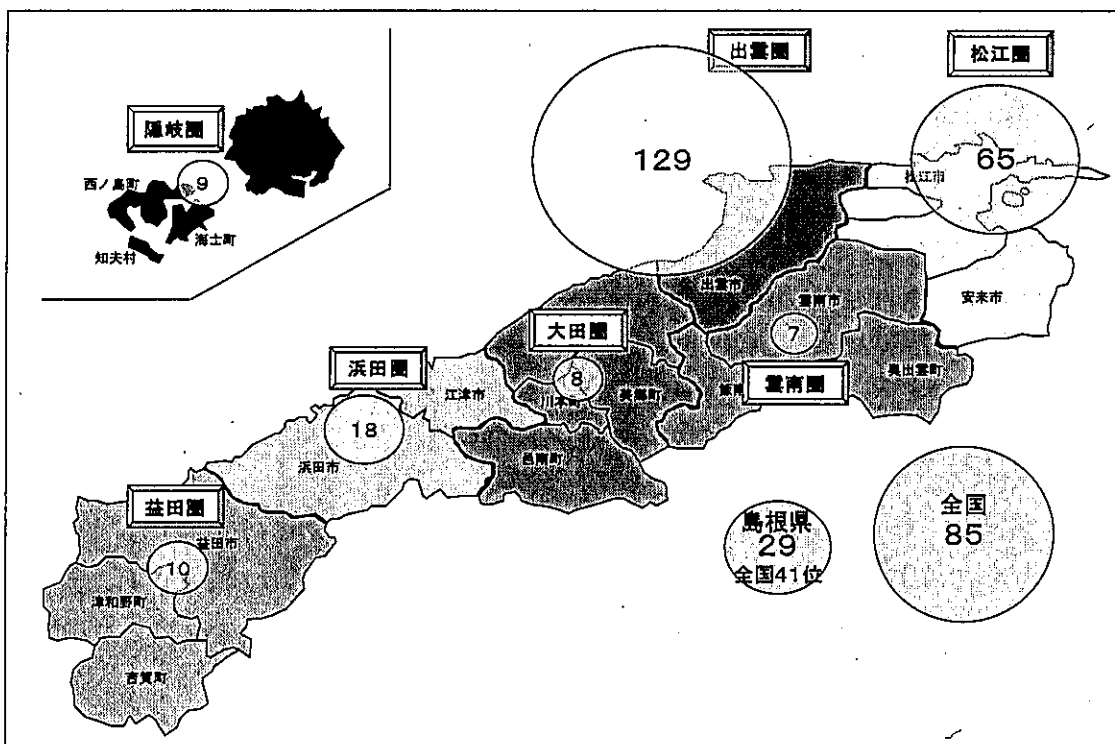 出雲圏
松江圏
129
65
松江市
隠岐圏
9
西ノ島町
海士町
知夫村
出雲市
雲南市
安来市
7
大田圏
8
浜田圏
江津市
川本町
美郷町
雲南圏
奥出雲町
18
浜田市
邑南町
益田圏
益田市
10
津和野町
吉賀町
島根県
29
全国41位
全国
85